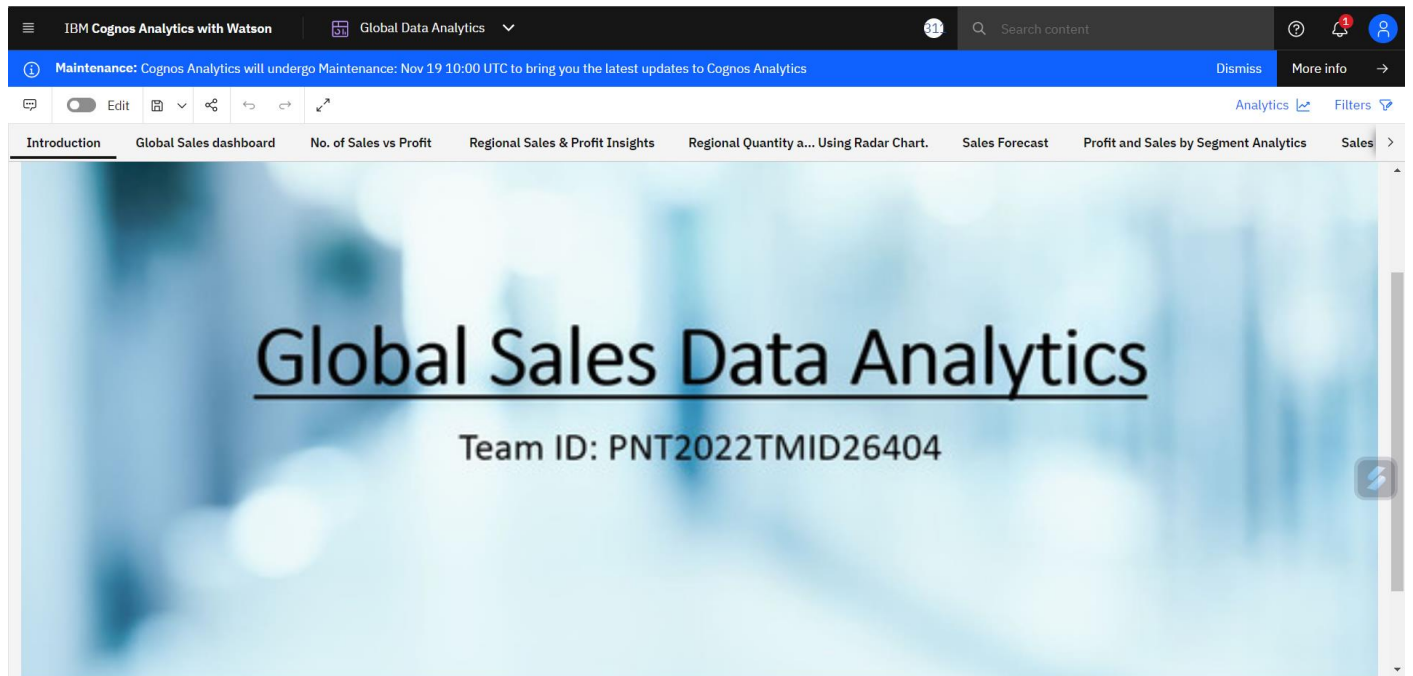 IBM Cognos Analytics with Watson
Global Data Analytics
311
Search content
1
Maintenance: Cognos Analytics will undergo Maintenance: Nov 19 10:00 UTC to bring you the latest updates to Cognos Analytics
Dismiss
More info
Edit
Analytics
Filters
Introduction
Global Sales dashboard
No. of Sales vs Profit
Regional Sales & Profit Insights
Regional Quantity a... Using Radar Chart.
Sales Forecast
Profit and Sales by Segment Analytics
Sales
Global Sales Data Analytics
Team ID: PNT2022TMID26404